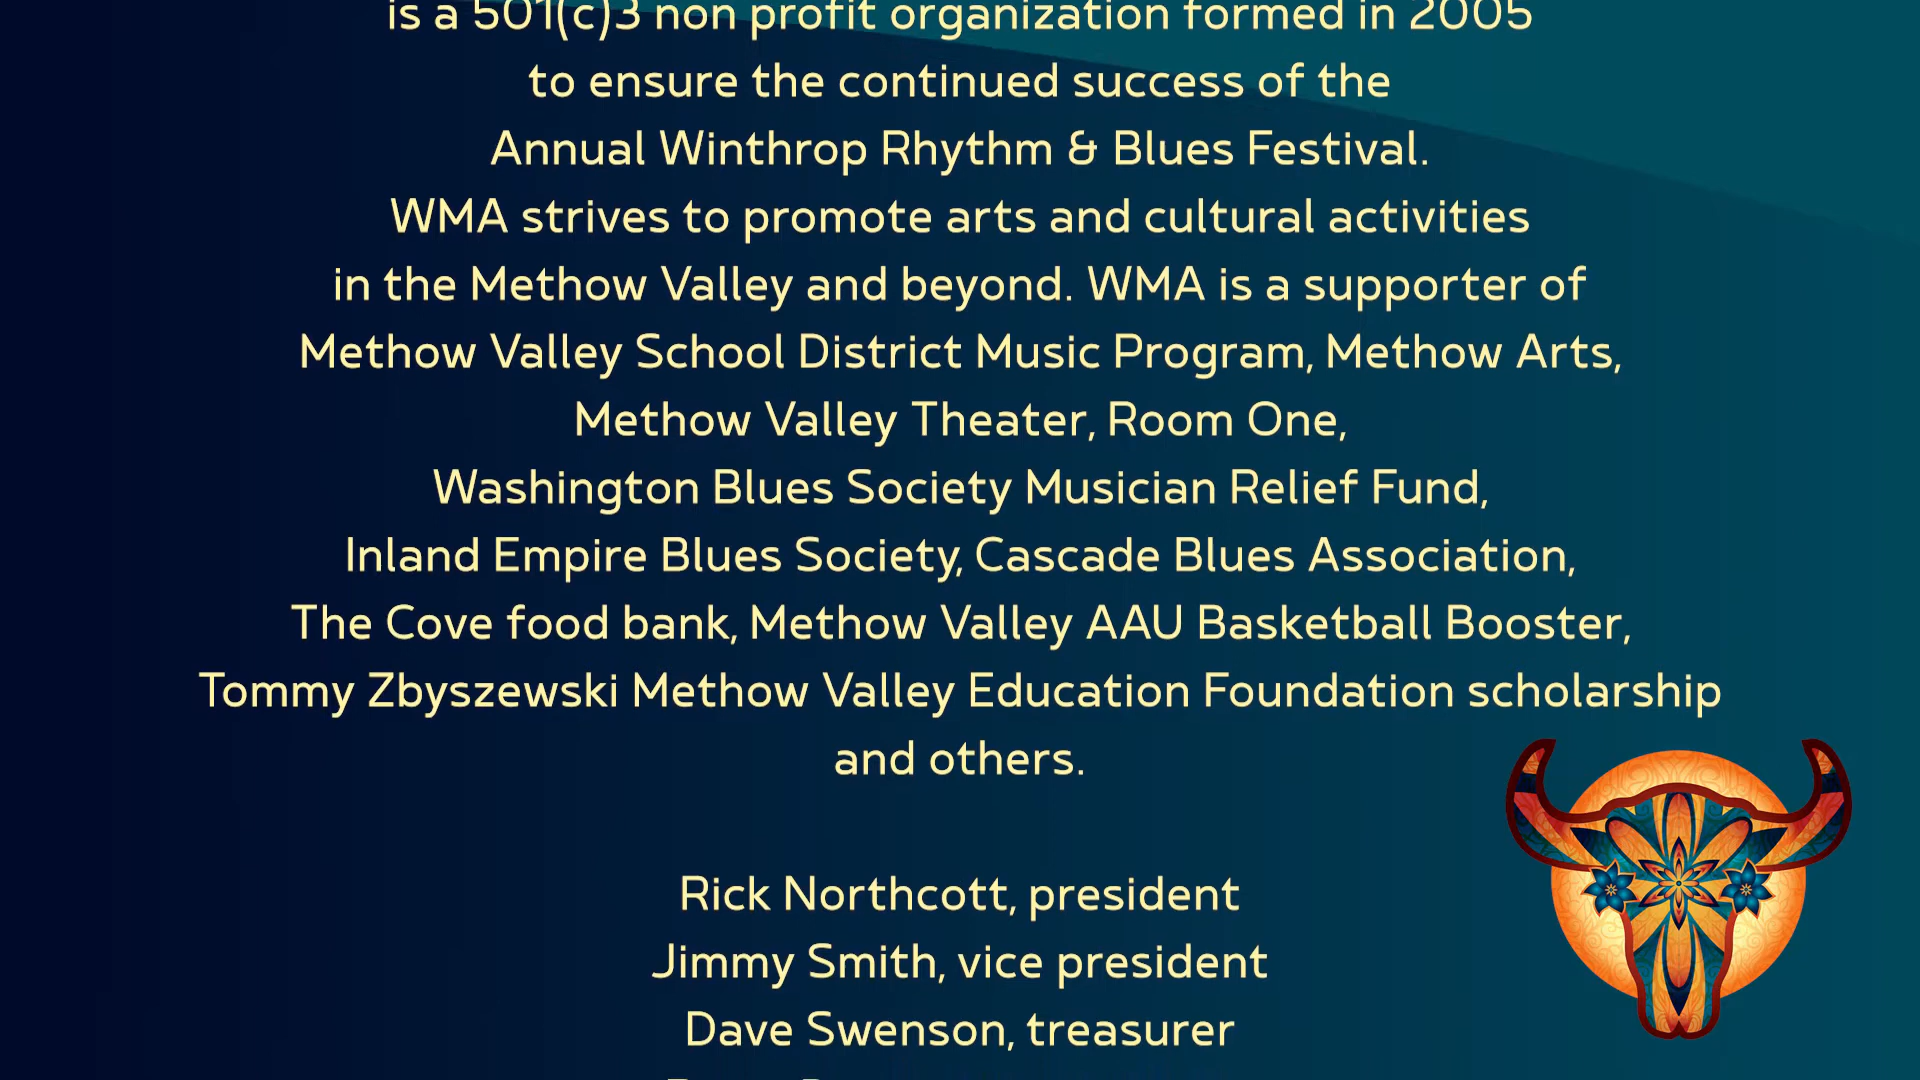 is a 501(c)3 non profit organization formed in 2005
to ensure the continued success of the
Annual Winthrop Rhythm & Blues Festival.
WMA strives to promote arts and cultural activities
in the Methow Valley and beyond. WMA is a supporter of
Methow Valley School District Music Program, Methow Arts,
Methow Valley Theater, Room One,
Washington Blues Society Musician Relief Fund,
Inland Empire Blues Society, Cascade Blues Association,
The Cove food bank, Methow Valley AAU Basketball Booster,
Tommy Zbyszewski Methow Valley Education Foundation scholarship
and others.
Rick Northcott, president
Jimmy Smith, vice president
Dave Swenson, treasurer